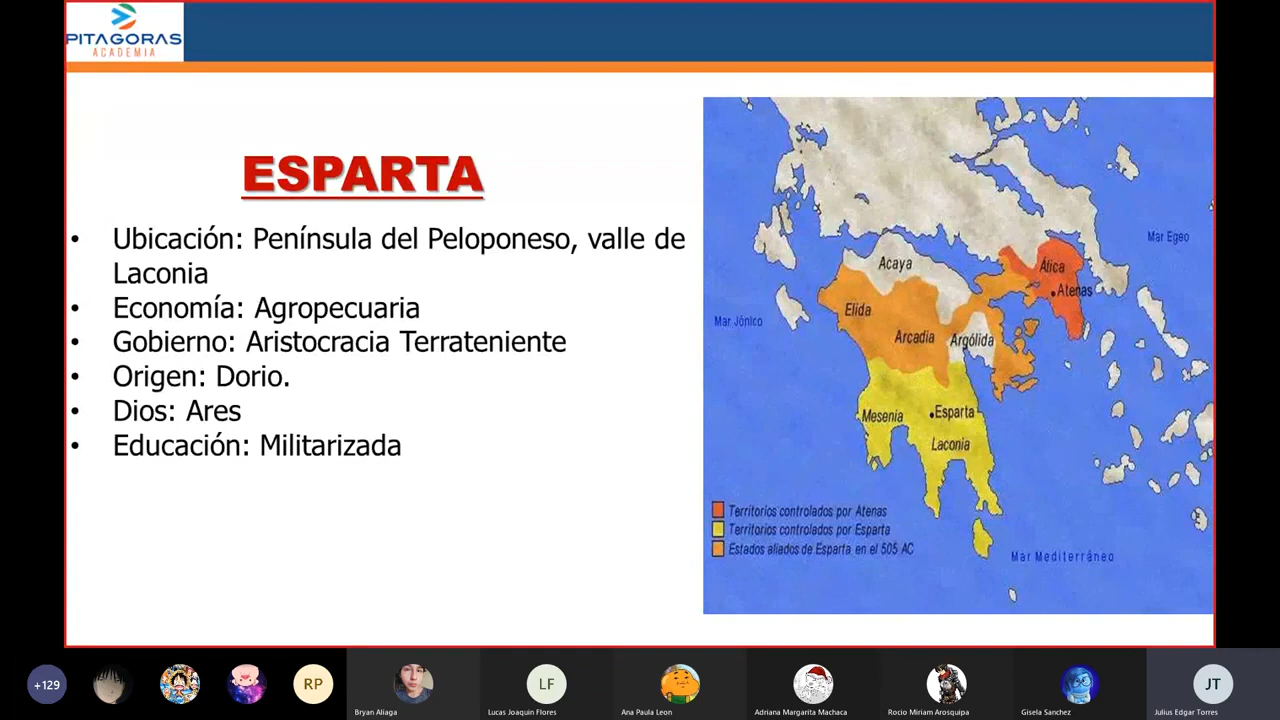 PITAGORAS
ACADEMIA
ESPARTA
• Ubicación: Península del Peloponeso, valle de
Laconia
• Economía: Agropecuaria
• Gobierno: Aristocracia Terrateniente
• Origen: Dorio.
• Dios: Ares
• Educación: Militarizada
Mar Egeo
Acaya
Ática
Atenas
Elida
Mar Jónico
Arcadia
Argólida
Mesenia
Esparta
Laconia
Territorios controlados por Atenas
Territorios controlados por Esparta
Estados aliados de Esparta en el 505 AC
Mar Mediterráneo
+129
RP
LF
JT
Bryan Aliaga
Lucas Joaquin Flores
Ana Paula Leon
Adriana Margarita Machaca
Rocio Miriam Arosquipa
Gisela Sanchez
Julius Edgar Torres